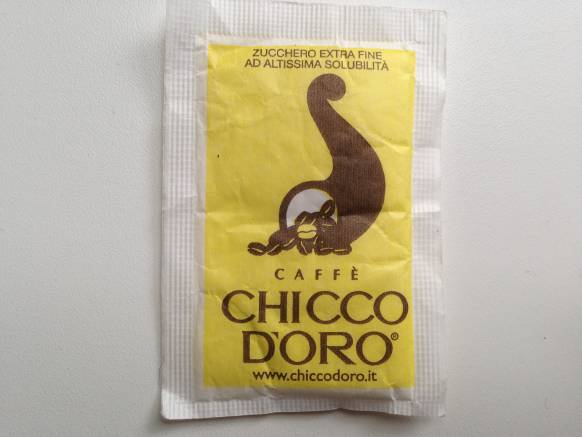 ZUCCHERO EXTRA FINE
AD ALTISSIMA SOLUBILITÀ
CAFFÈ
CHICCO
D'ORO®
www.chiccodoro.it